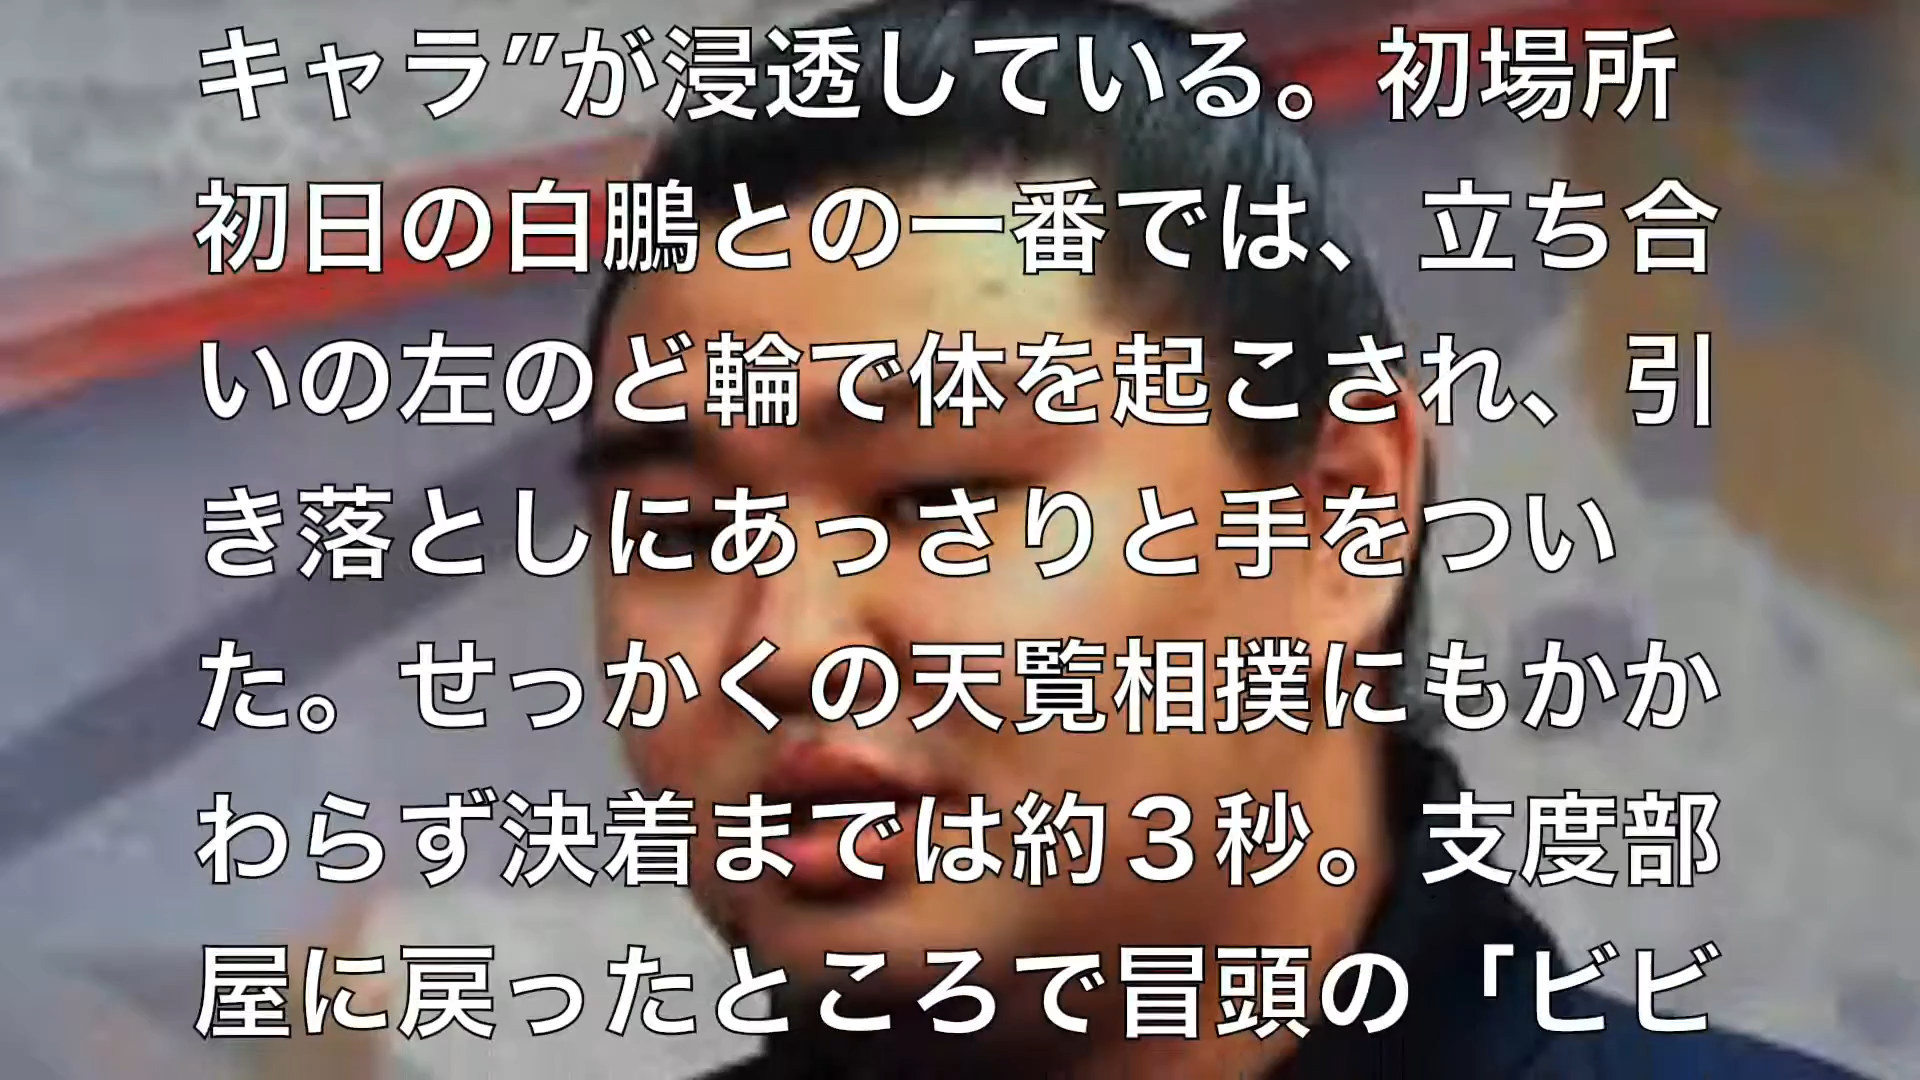 キャラ”が浸透している。初場所
初日の白鵬との一番では、立ち合
いの左のど輪で体を起こされ、引
き落としにあっさりと手をつい
た。せっかくの天覧相撲にもかか
わらず決着までは約３秒。支度部
屋に戻ったところで冒頭の「ビビ